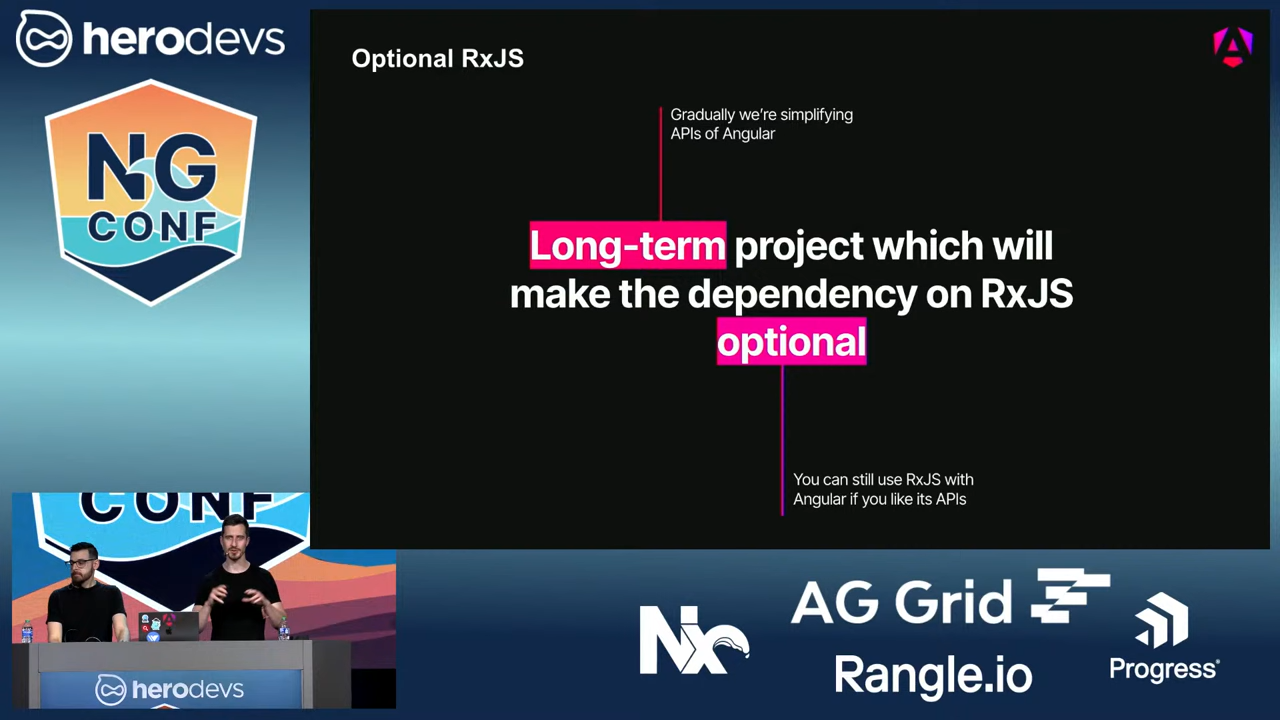 herodevs
NG
CONF
Optional RxJS
Gradually we're simplifying
APIs of Angular
Long-term project which will
make the dependency on RxJS
optional
You can still use RxJS with
Angular if you like its APIs
CONF
herodevs
Nx
AG Grid
Rangle.io
Progress®